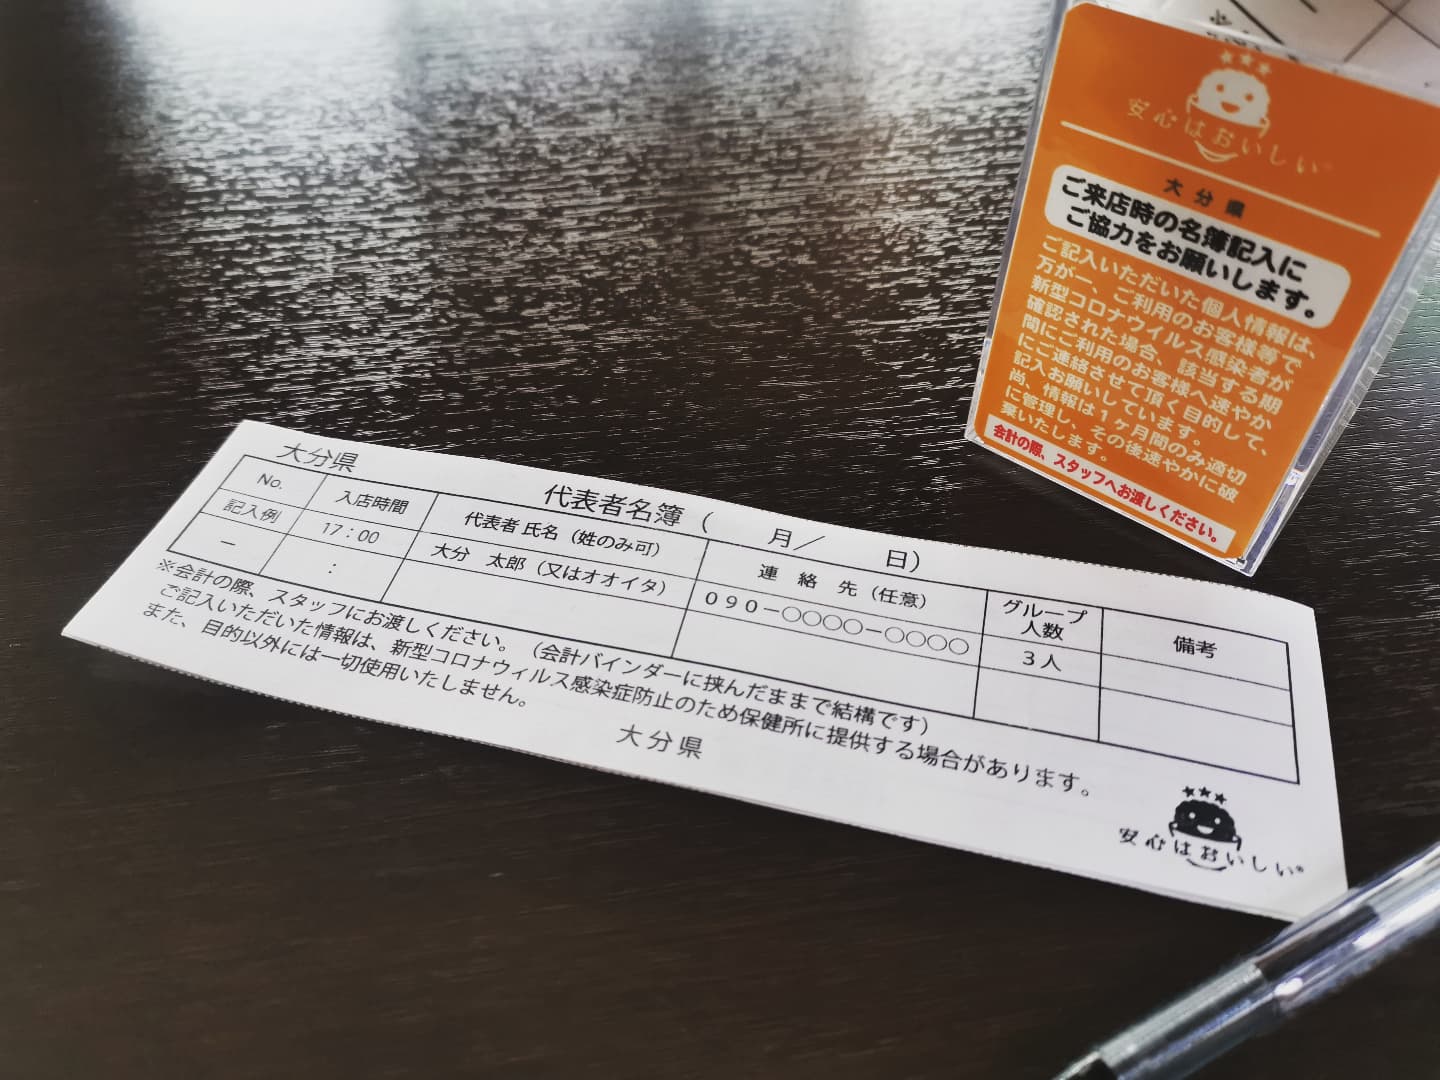 安心はおいしい
大分県
ご来店時の名簿記入に
ご協力をお願いします。
ご記入いただいた個人情報は、
万が一、ご利用のお客様等で
新型コロナウイルス感染者が
確認された場合、該当する期
間にご利用のお客様へ速やか
にご連絡させて頂く目的して、
記入お願いしています。
尚、情報は1ヶ月間のみ適切
に管理し、その後速やかに破
棄いたします。
会計の際、スタッフへお渡しください。
大分県
代表者名簿（ 月／ 日）
No. 入店時間 代表者 氏名（姓のみ可） 連 絡 先（任意） グループ人数 備考
記入例 17：00 大分 太郎（又はオオイタ） 090－○○○○－○○○○ 3人
ー ：
※会計の際、スタッフにお渡しください。（会計バインダーに挟んだままで結構です）
ご記入いただいた情報は、新型コロナウィルス感染症防止のため保健所に提供する場合があります。
また、目的以外には一切使用いたしません。
大分県
安心はおいしい